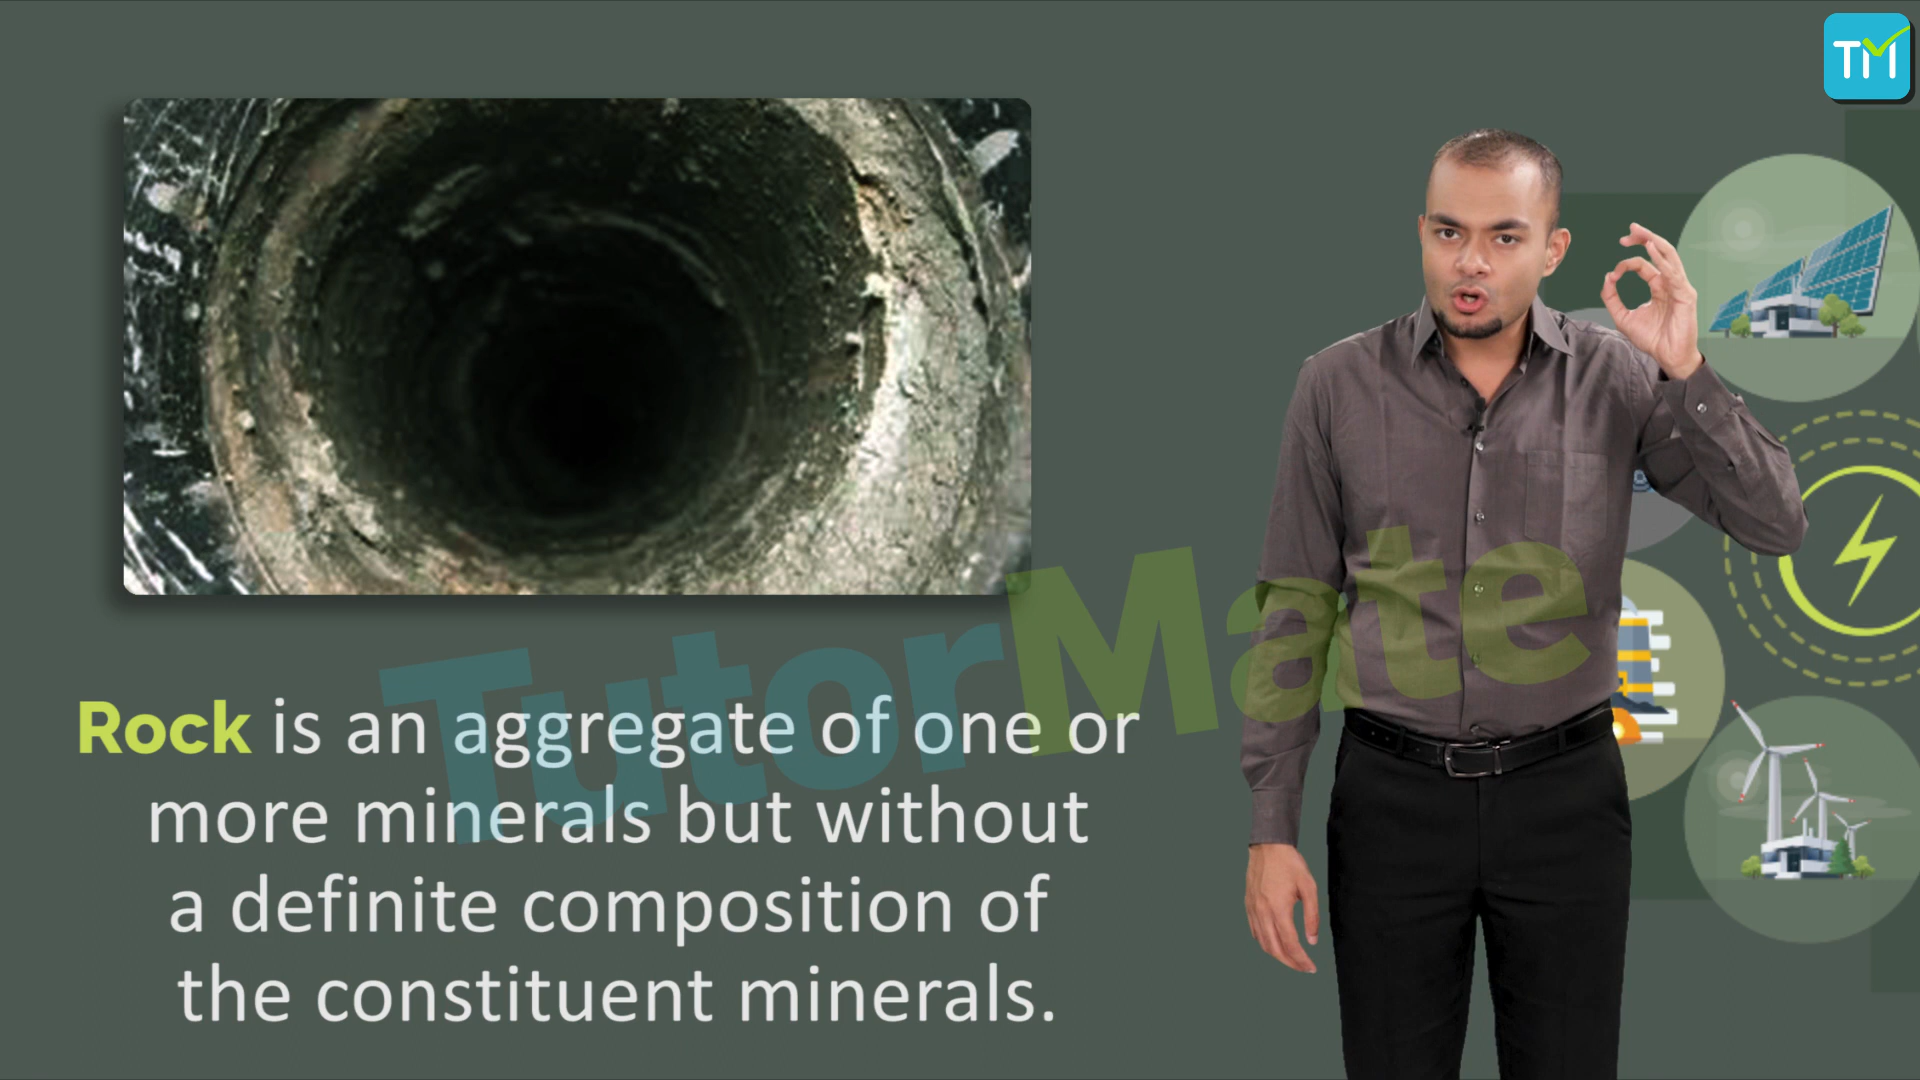 TM
Rock is an aggregate of one or
more minerals but without
a definite composition of
the constituent minerals.
TutorMate